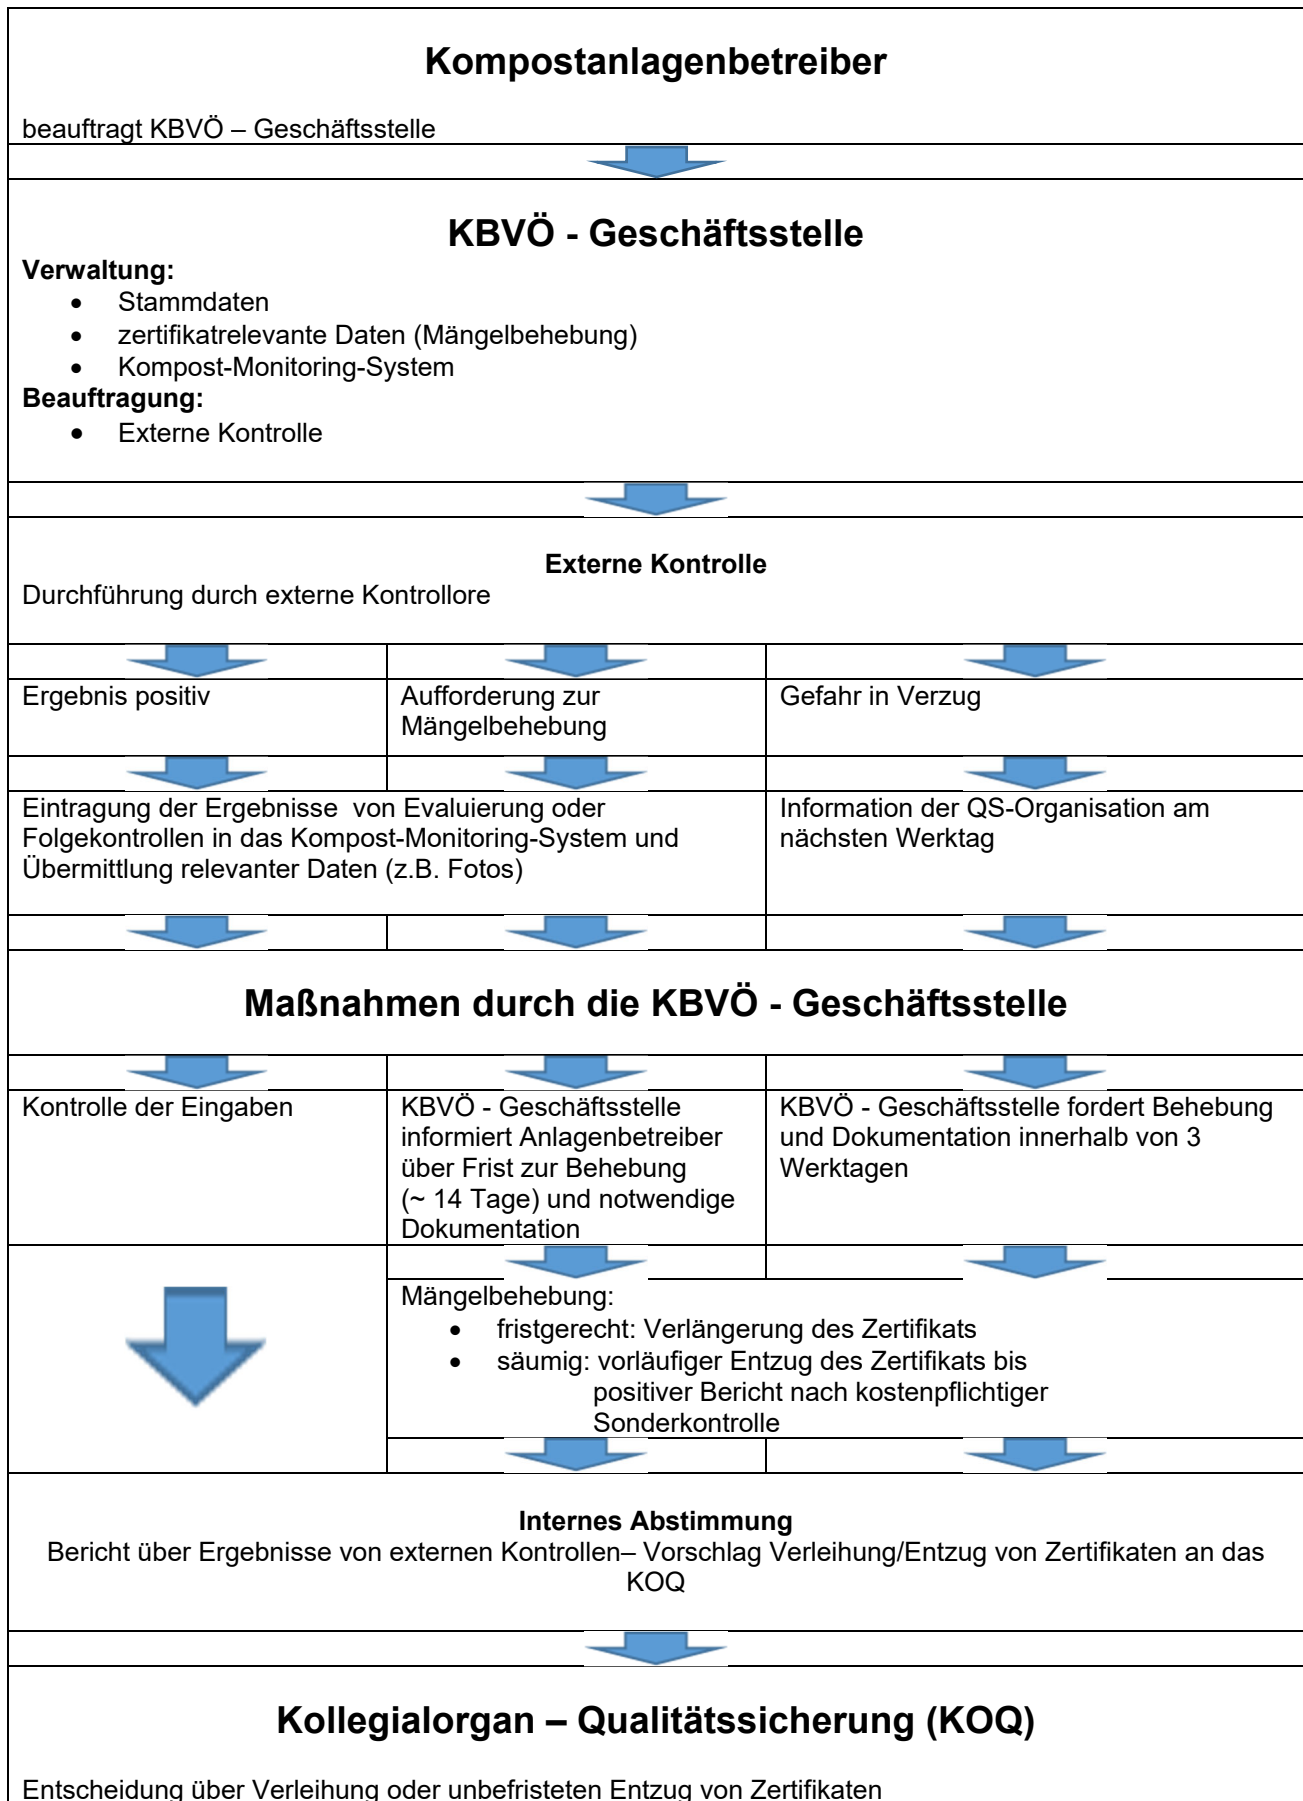 Kompostanlagenbetreiber
beauftragt KBVÖ – Geschäftsstelle
KBVÖ - Geschäftsstelle
Verwaltung:
• Stammdaten
• zertifikatrelevante Daten (Mängelbehebung)
• Kompost-Monitoring-System
Beauftragung:
• Externe Kontrolle
Externe Kontrolle
Durchführung durch externe Kontrollore
Ergebnis positiv
Aufforderung zur
Mängelbehebung
Gefahr in Verzug
Eintragung der Ergebnisse von Evaluierung oder
Folgekontrollen in das Kompost-Monitoring-System und
Übermittlung relevanter Daten (z.B. Fotos)
Information der QS-Organisation am
nächsten Werktag
Maßnahmen durch die KBVÖ - Geschäftsstelle
Kontrolle der Eingaben
KBVÖ - Geschäftsstelle
informiert Anlagenbetreiber
über Frist zur Behebung
(~ 14 Tage) und notwendige
Dokumentation
KBVÖ - Geschäftsstelle fordert Behebung
und Dokumentation innerhalb von 3
Werktagen
Mängelbehebung:
• fristgerecht: Verlängerung des Zertifikats
• säumig: vorläufiger Entzug des Zertifikats bis
positiver Bericht nach kostenpflichtiger
Sonderkontrolle
Internes Abstimmung
Bericht über Ergebnisse von externen Kontrollen– Vorschlag Verleihung/Entzug von Zertifikaten an das
KOQ
Kollegialorgan – Qualitätssicherung (KOQ)
Entscheidung über Verleihung oder unbefristeten Entzug von Zertifikaten